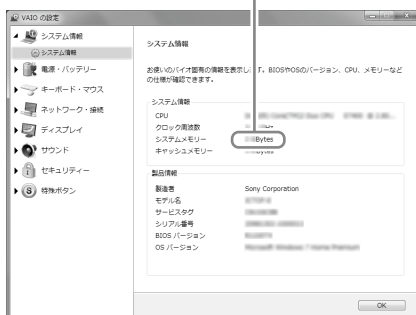 VAIO の設定
システム情報
システム情報
電源・バッテリー
キーボード・マウス
ネットワーク・接続
ディスプレイ
サウンド
セキュリティー
特殊ボタン
システム情報
お使いのバイオ固有の情報を表示します。BIOSやOSのバージョン、CPU、メモリーなど
の仕様が確認できます。
システム情報
CPU
クロック周波数
システムメモリー Bytes
キャッシュメモリー
製品情報
製造者 Sony Corporation
モデル名
サービスタグ
シリアル番号
BIOS バージョン
OS バージョン
OK